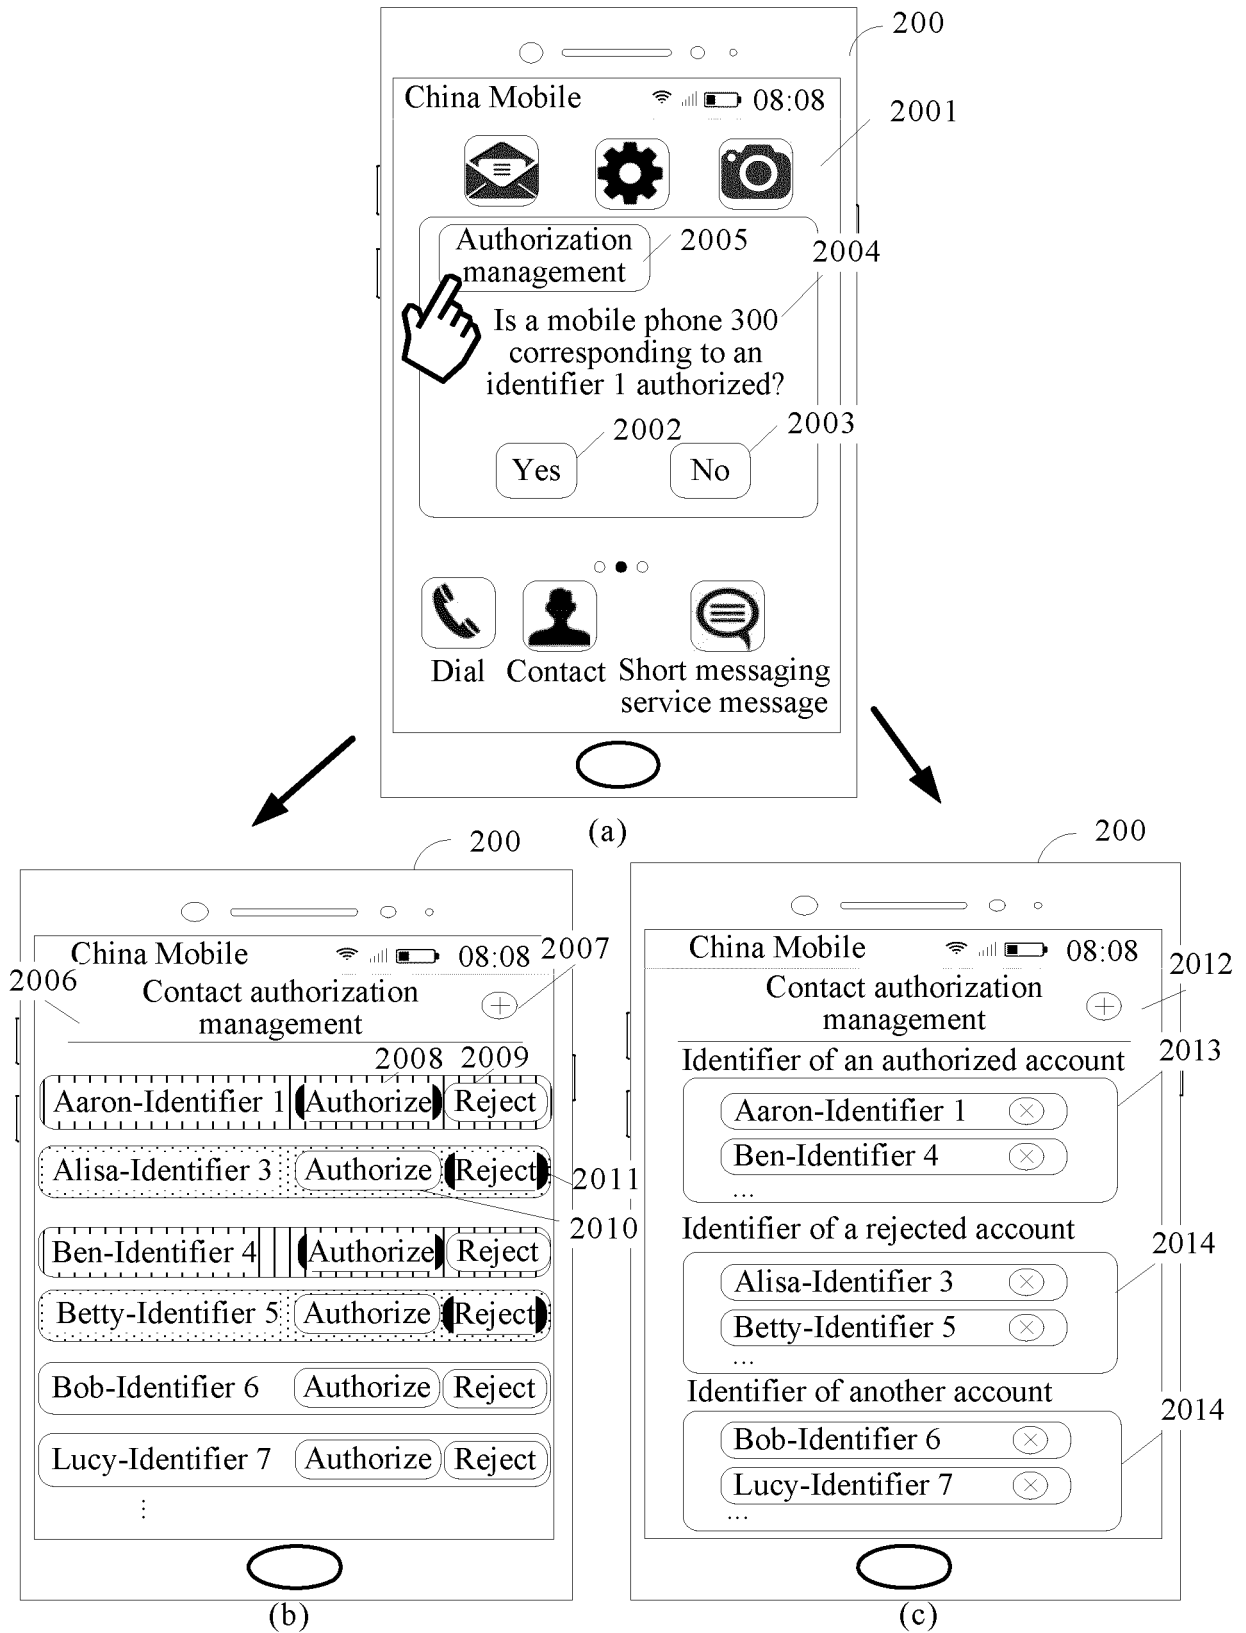 200
China Mobile 08:08
2001
Authorization
management
2005
2004
Is a mobile phone 300
corresponding to an
identifier 1 authorized?
2002
2003
Yes
No
Dial
Contact
Short messaging
service message
(a)
200
China Mobile 08:08
2007
2006
Contact authorization
management
2008
2009
Aaron-Identifier 1 Authorize Reject
Alisa-Identifier 3 Authorize Reject
2011
2010
Ben-Identifier 4 Authorize Reject
Betty-Identifier 5 Authorize Reject
Bob-Identifier 6 Authorize Reject
Lucy-Identifier 7 Authorize Reject
⋮
(b)
200
China Mobile 08:08
2012
Contact authorization
management
2013
Identifier of an authorized account
Aaron-Identifier 1
Ben-Identifier 4
...
Identifier of a rejected account
2014
Alisa-Identifier 3
Betty-Identifier 5
...
Identifier of another account
2014
Bob-Identifier 6
Lucy-Identifier 7
...
(c)